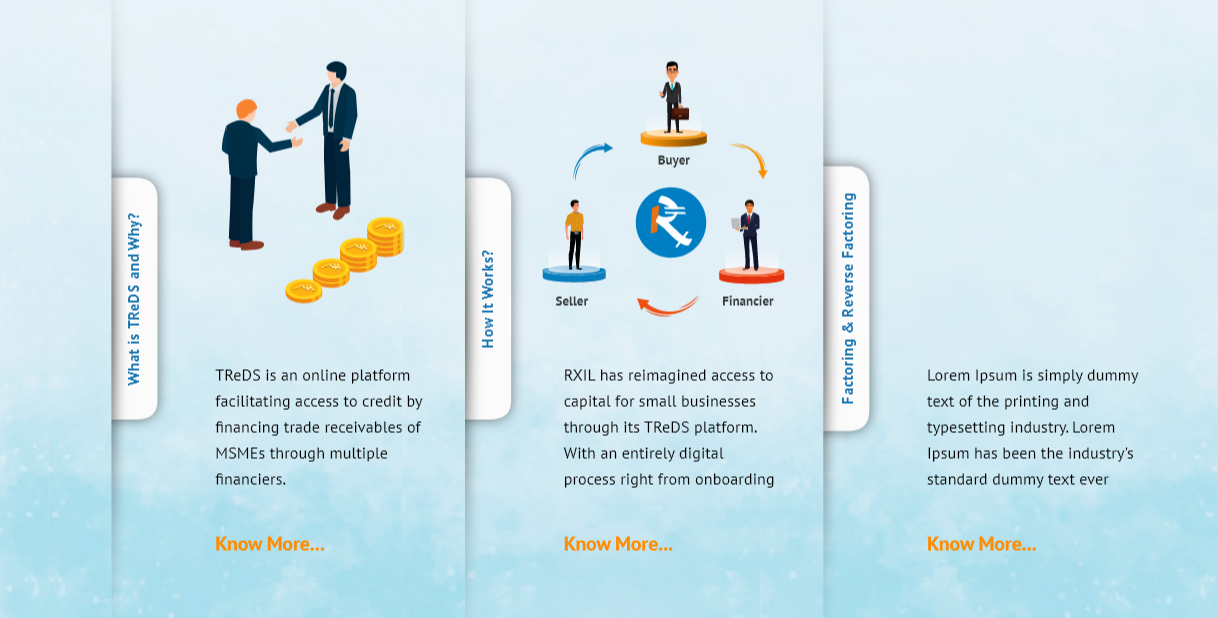 What is TReDS and Why?
TReDS is an online platform
facilitating access to credit by
financing trade receivables of
MSMEs through multiple
financiers.
Know More...
How It Works?
Buyer
Seller
Financier
RXIL has reimagined access to
capital for small businesses
through its TReDS platform.
With an entirely digital
process right from onboarding
Know More...
Factoring & Reverse Factoring
Lorem Ipsum is simply dummy
text of the printing and
typesetting industry. Lorem
Ipsum has been the industry's
standard dummy text ever
Know More...